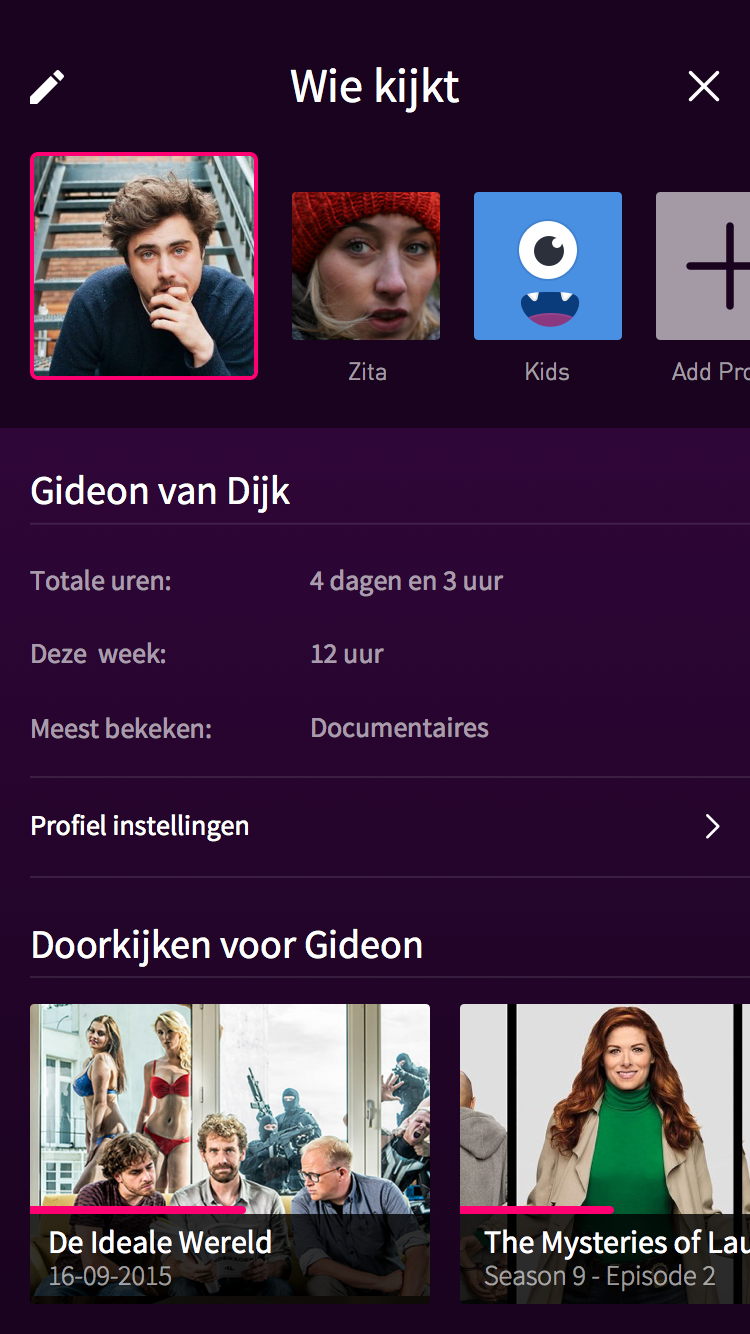 Wie kijkt
Zita
Kids
Add Pro
Gideon van Dijk
Totale uren: 4 dagen en 3 uur
Deze  week: 12 uur
Meest bekeken: Documentaires
Profiel instellingen
Doorkijken voor Gideon
De Ideale Wereld
16-09-2015
The Mysteries of Lau
Season 9 - Episode 2